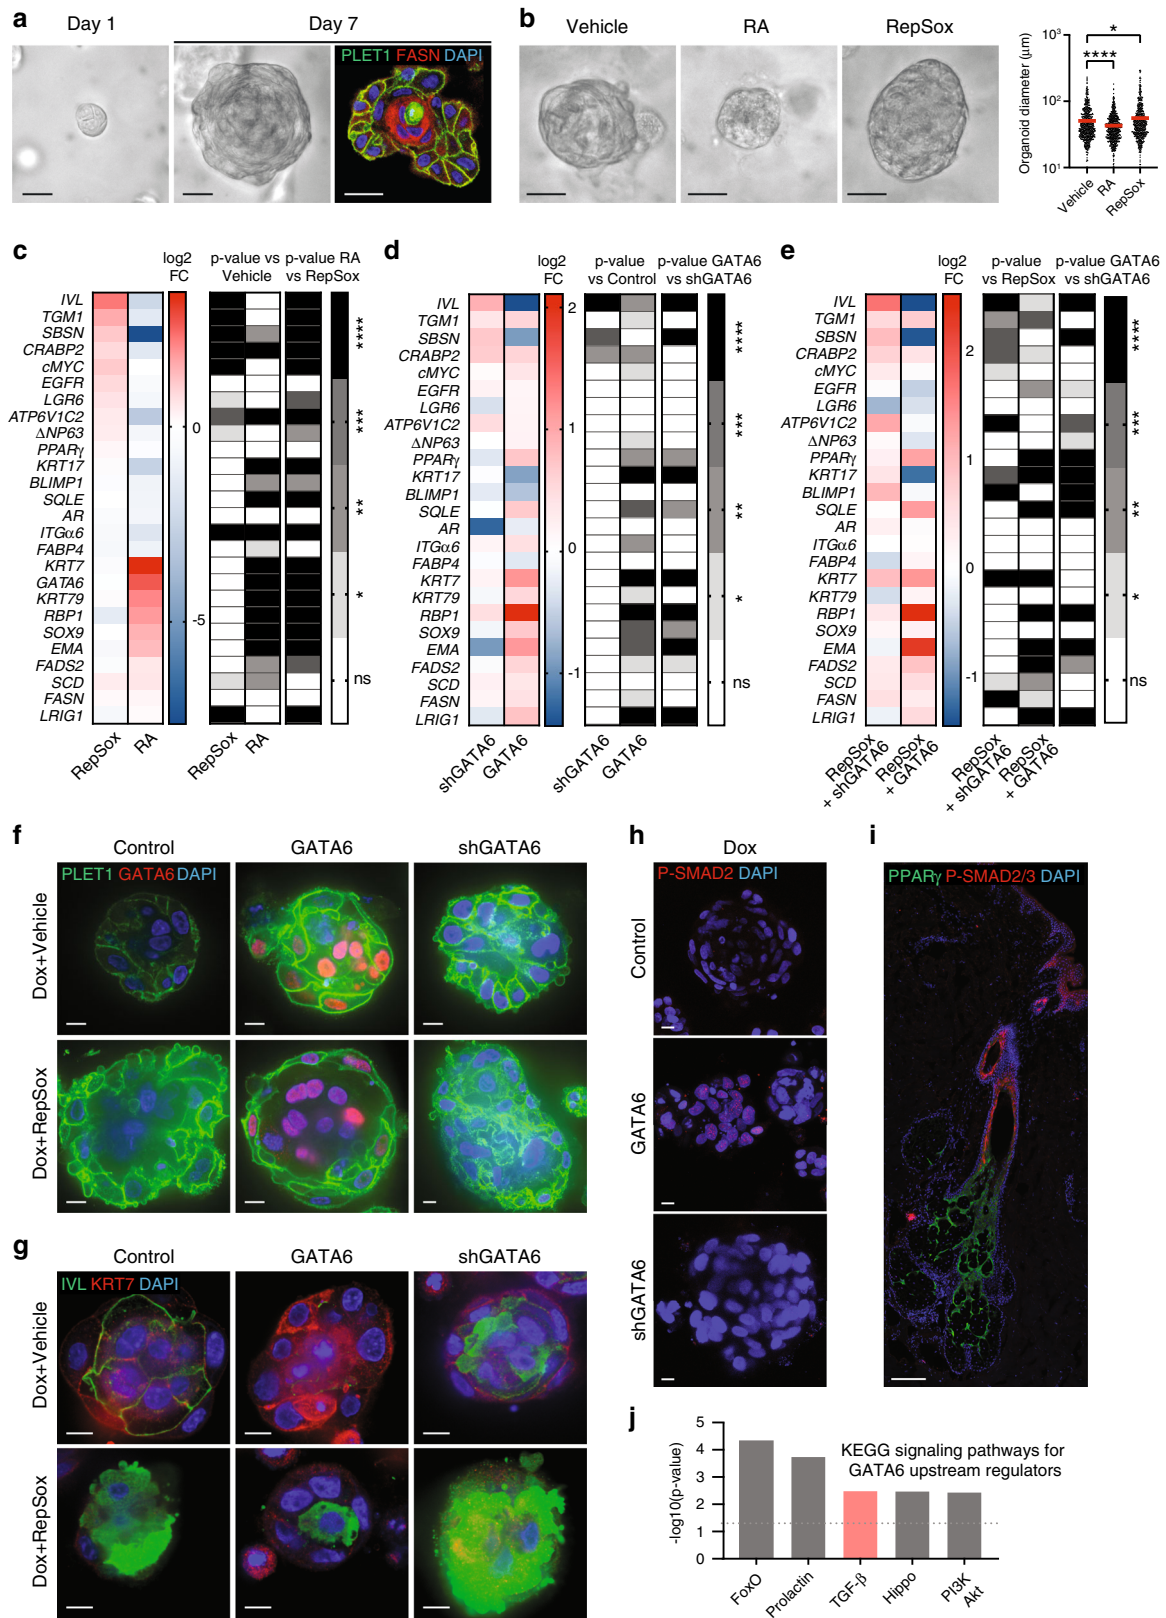 a
Day 1
Day 7
PLET1 FASN DAPI
b
Vehicle
RA
RepSox
*
****
Organoid diameter (µm)
10³
10²
10¹
Vehicle
RA
RepSox
c
log2
FC
p-value vs
Vehicle
p-value RA
vs RepSox
IVL
TGM1
SBSN
CRABP2
cMYC
EGFR
LGR6
ATP6V1C2
ΔNP63
PPARγ
KRT17
BLIMP1
SQLE
AR
ITGα6
FABP4
KRT7
GATA6
KRT79
RBP1
SOX9
EMA
FADS2
SCD
FASN
LRIG1
0
-5
****
***
**
*
ns
RepSox
RA
RepSox
RA
d
log2
FC
p-value
vs Control
p-value GATA6
vs shGATA6
IVL
TGM1
SBSN
CRABP2
cMYC
EGFR
LGR6
ATP6V1C2
ΔNP63
PPARγ
KRT17
BLIMP1
SQLE
AR
ITGα6
FABP4
KRT7
KRT79
RBP1
SOX9
EMA
FADS2
SCD
FASN
LRIG1
2
1
0
-1
****
***
**
*
ns
shGATA6
GATA6
shGATA6
GATA6
e
log2
FC
p-value
vs RepSox
p-value GATA6
vs shGATA6
IVL
TGM1
SBSN
CRABP2
cMYC
EGFR
LGR6
ATP6V1C2
ΔNP63
PPARγ
KRT17
BLIMP1
SQLE
AR
ITGα6
FABP4
KRT7
KRT79
RBP1
SOX9
EMA
FADS2
SCD
FASN
LRIG1
2
1
0
-1
****
***
**
*
ns
RepSox
+ shGATA6
RepSox
+ GATA6
RepSox
+ shGATA6
RepSox
+ GATA6
f
Control
GATA6
shGATA6
PLET1 GATA6 DAPI
Dox+Vehicle
Dox+RepSox
g
Control
GATA6
shGATA6
IVL KRT7 DAPI
Dox+Vehicle
Dox+RepSox
h
Dox
P-SMAD2 DAPI
Control
GATA6
shGATA6
i
PPARγ P-SMAD2/3 DAPI
j
-log10(p-value)
5
4
3
2
1
0
KEGG signaling pathways for
GATA6 upstream regulators
FoxO
Prolactin
TGF-β
Hippo
PI3K
Akt